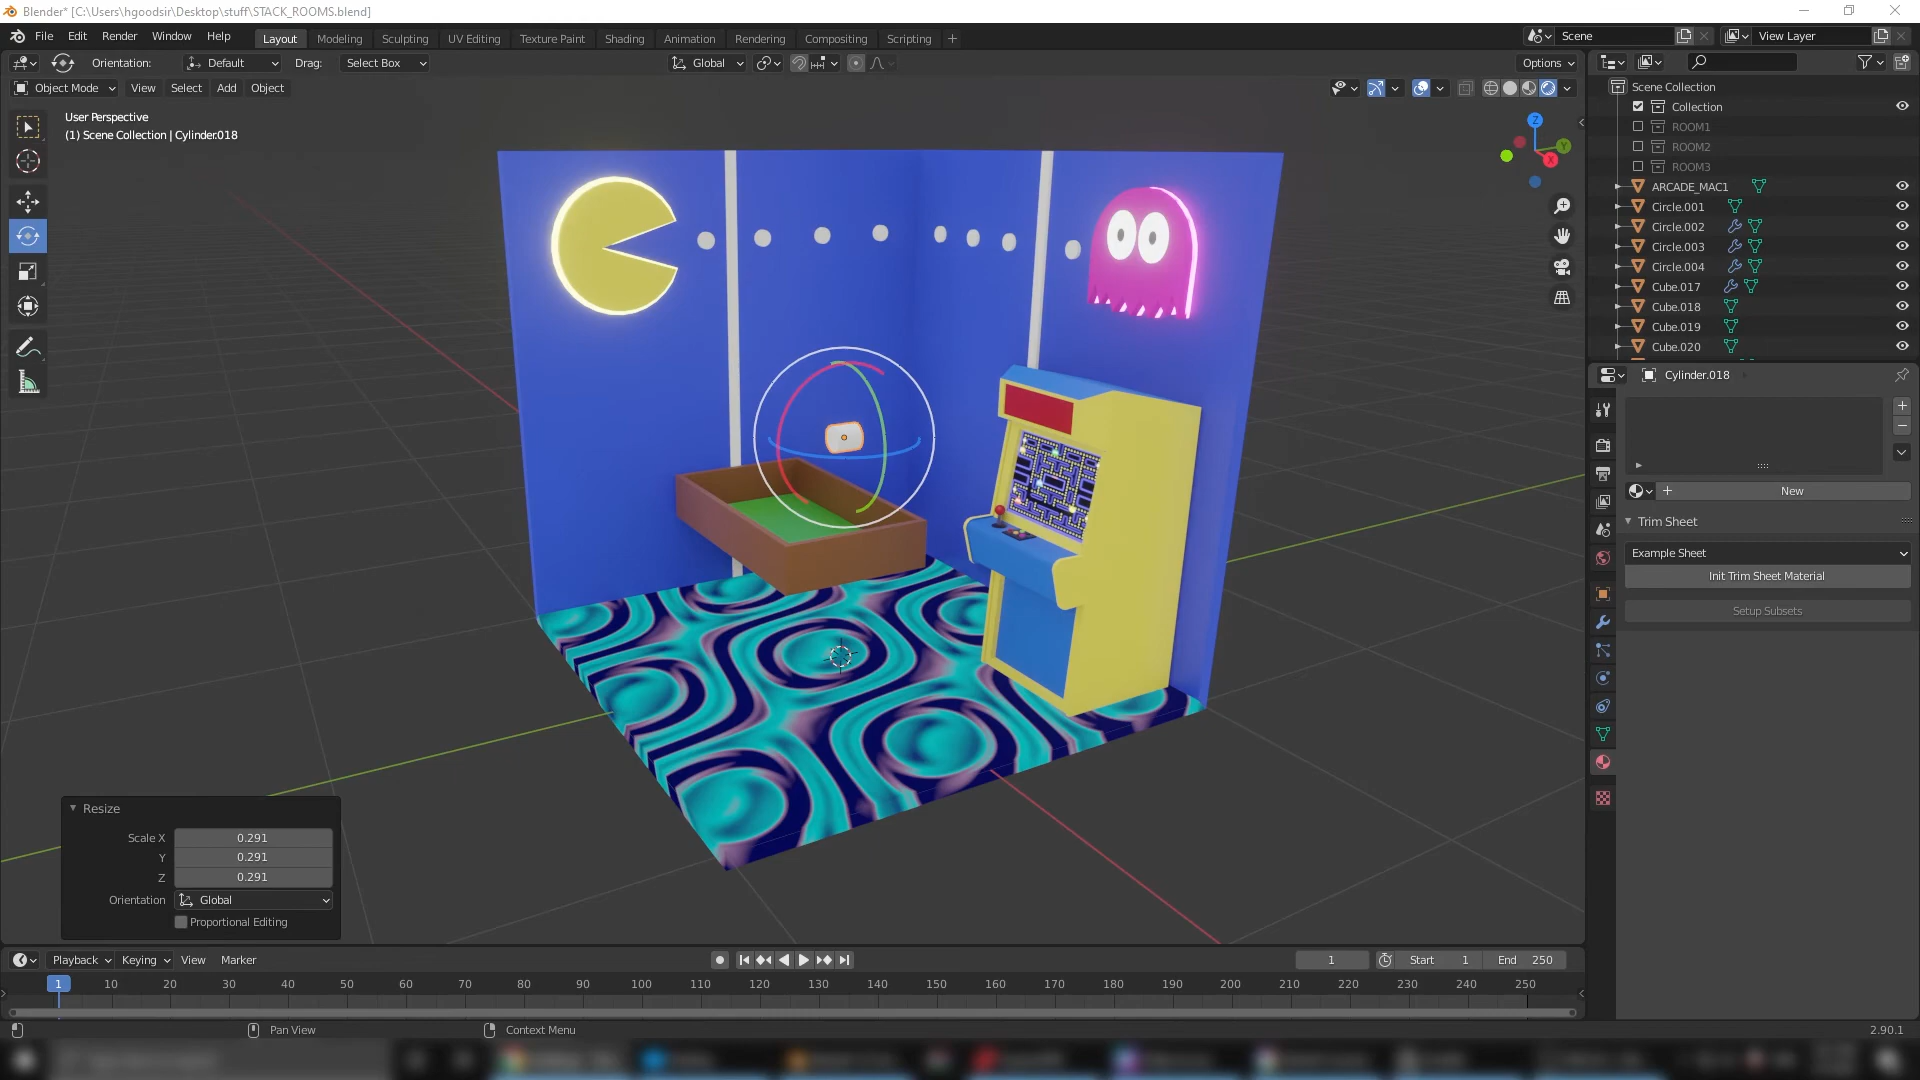 Blender* [C:\Users\hgoodsir\Desktop\stuff\STACK_ROOMS.blend]
File Edit Render Window Help Layout Modeling Sculpting UV Editing Texture Paint Shading Animation Rendering Compositing Scripting + Scene View Layer
Orientation: Default Drag: Select Box Global Options
Object Mode View Select Add Object
User Perspective
(1) Scene Collection | Cylinder.018
Z
Y
X
Scene Collection
Collection
ROOM1
ROOM2
ROOM3
ARCADE_MAC1
Circle.001
Circle.002
Circle.003
Circle.004
Cube.017
Cube.018
Cube.019
Cube.020
Cylinder.018
New
Trim Sheet
Example Sheet
Init Trim Sheet Material
Setup Subsets
Resize
Scale X 0.291
Y 0.291
Z 0.291
Orientation Global
Proportional Editing
Playback Keying View Marker 1 Start 1 End 250
1 10 20 30 40 50 60 70 80 90 100 110 120 130 140 150 160 170 180 190 200 210 220 230 240 250
Pan View Context Menu 2.90.1